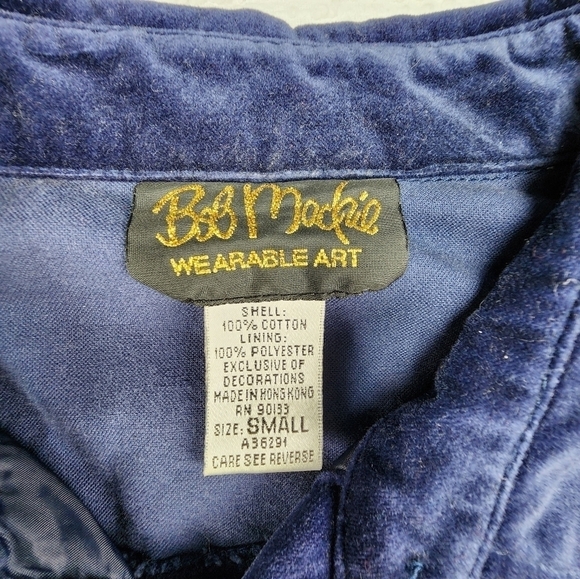 Bob Mackie
WEARABLE ART
SHELL:
100% COTTON
LINING:
100% POLYESTER
EXCLUSIVE OF
DECORATIONS
MADE IN HONG KONG
RN 90133
SIZE: SMALL
A36291
CARE SEE REVERSE